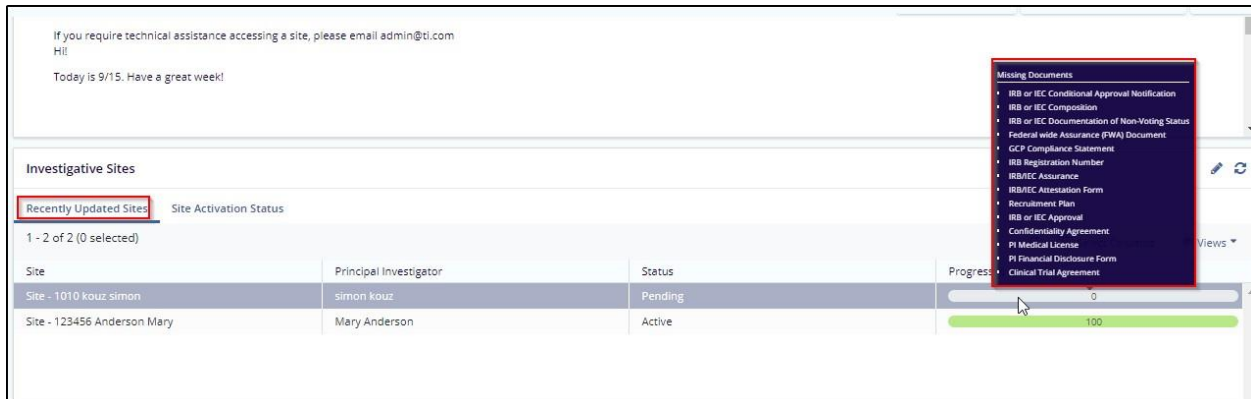 If you require technical assistance accessing a site, please email admin@ti.com
Hi!
Today is 9/15. Have a great week!
Missing Documents
IRB or IEC Conditional Approval Notification
IRB or IEC Composition
IRB or IEC Documentation of Non-Voting Status
Federal wide Assurance (FWA) Document
GCP Compliance Statement
IRB Registration Number
IRB/IEC Assurance
IRB/IEC Attestation Form
Recruitment Plan
IRB or IEC Approval
Confidentiality Agreement
PI Medical License
PI Financial Disclosure Form
Clinical Trial Agreement
Investigative Sites
Recently Updated Sites Site Activation Status
1 - 2 of 2 (0 selected) Views
Site Principal Investigator Status Progress
Site - 1010 kouz simon simon kouz Pending 0
Site - 123456 Anderson Mary Mary Anderson Active 100